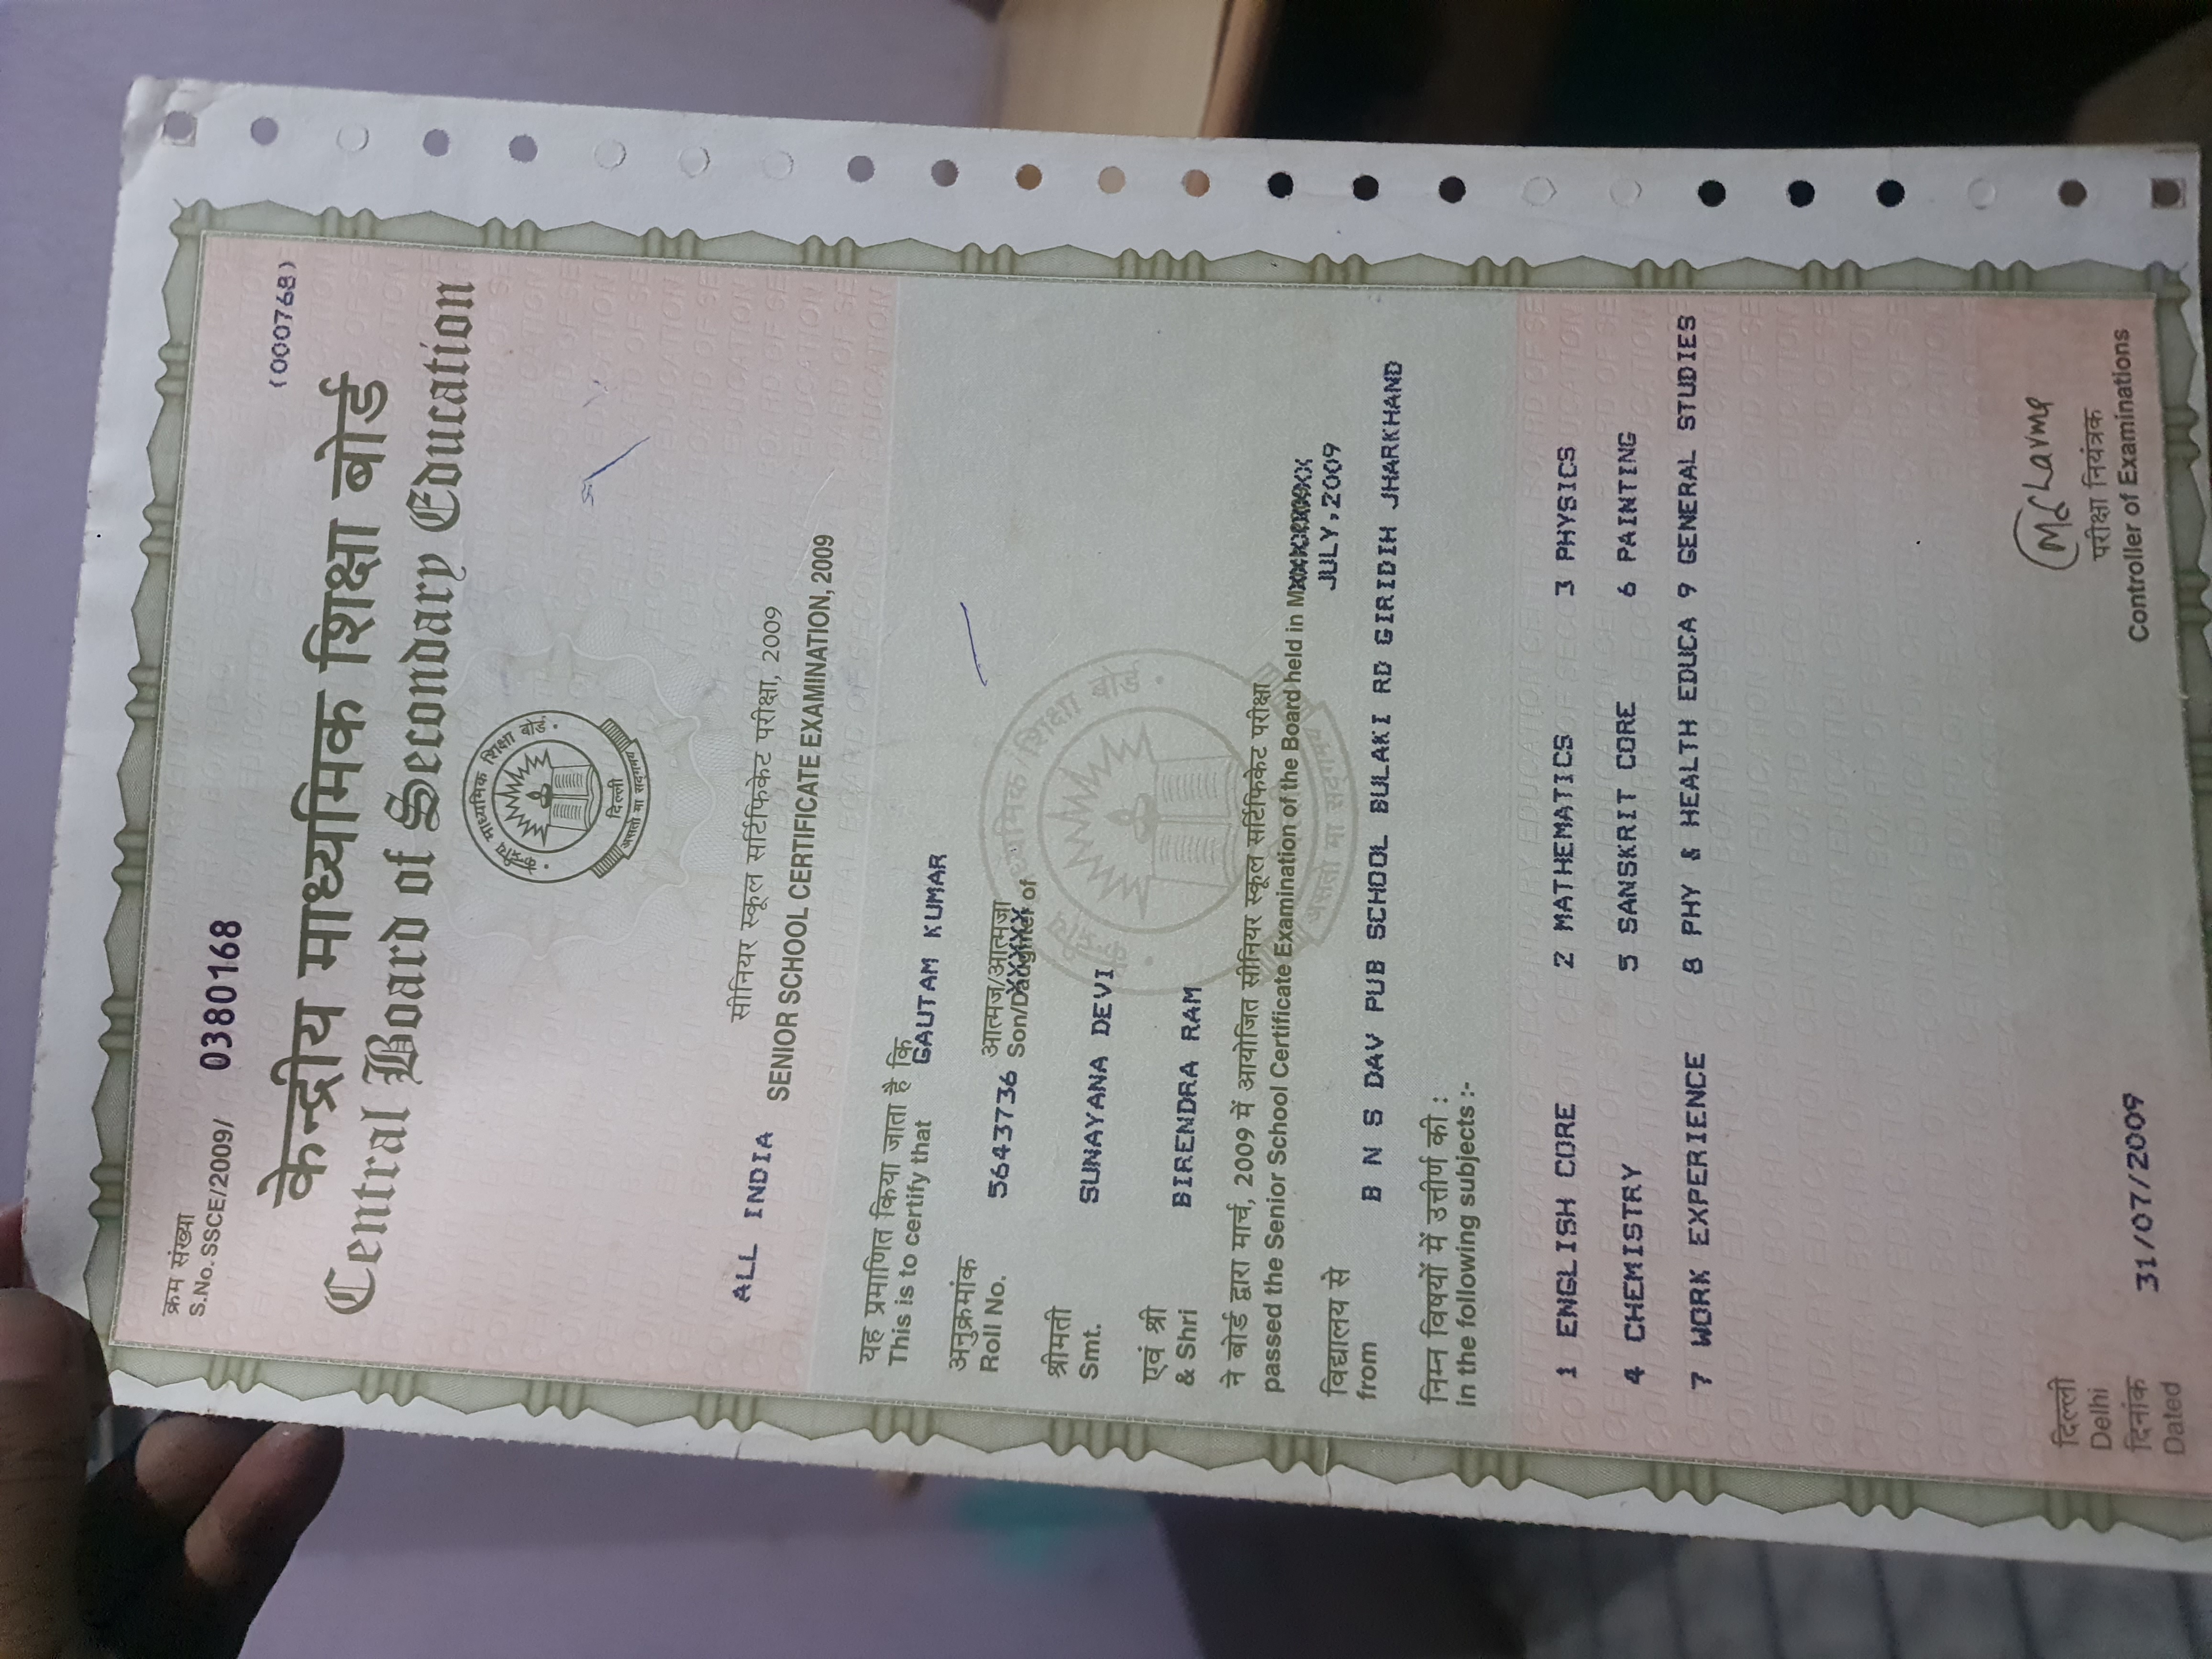 क्रम संख्या
S.No. SSCE/2009/ 0380168
(000768)
केन्द्रीय माध्यमिक शिक्षा बोर्ड
Central Board of Secondary Education
केन्द्रीय माध्यमिक शिक्षा बोर्ड
दिल्ली
असतो मा सद्गमय
सीनियर स्कूल सर्टिफिकेट परीक्षा, 2009
ALL INDIA SENIOR SCHOOL CERTIFICATE EXAMINATION, 2009
यह प्रमाणित किया जाता है कि
This is to certify that GAUTAM KUMAR
अनुक्रमांक आत्मज/आत्मजा
Roll No. 5643736 Son/Daughter of
श्रीमती
Smt. SUNAYANA DEVI
एवं श्री
& Shri BIRENDRA RAM
ने बोर्ड द्वारा मार्च, 2009 में आयोजित सीनियर स्कूल सर्टिफिकेट परीक्षा
passed the Senior School Certificate Examination of the Board held in
JULY,2009
विद्यालय से
from B N S DAV PUB SCHOOL BULAKI RD GIRIDIH JHARKHAND
निम्न विषयों में उत्तीर्ण की :
in the following subjects :-
1 ENGLISH CORE 2 MATHEMATICS 3 PHYSICS
4 CHEMISTRY 5 SANSKRIT CORE 6 PAINTING
7 WORK EXPERIENCE 8 PHY & HEALTH EDUCA 9 GENERAL STUDIES
दिल्ली
Delhi
दिनांक
Dated 31/07/2009
परीक्षा नियंत्रक
Controller of Examinations